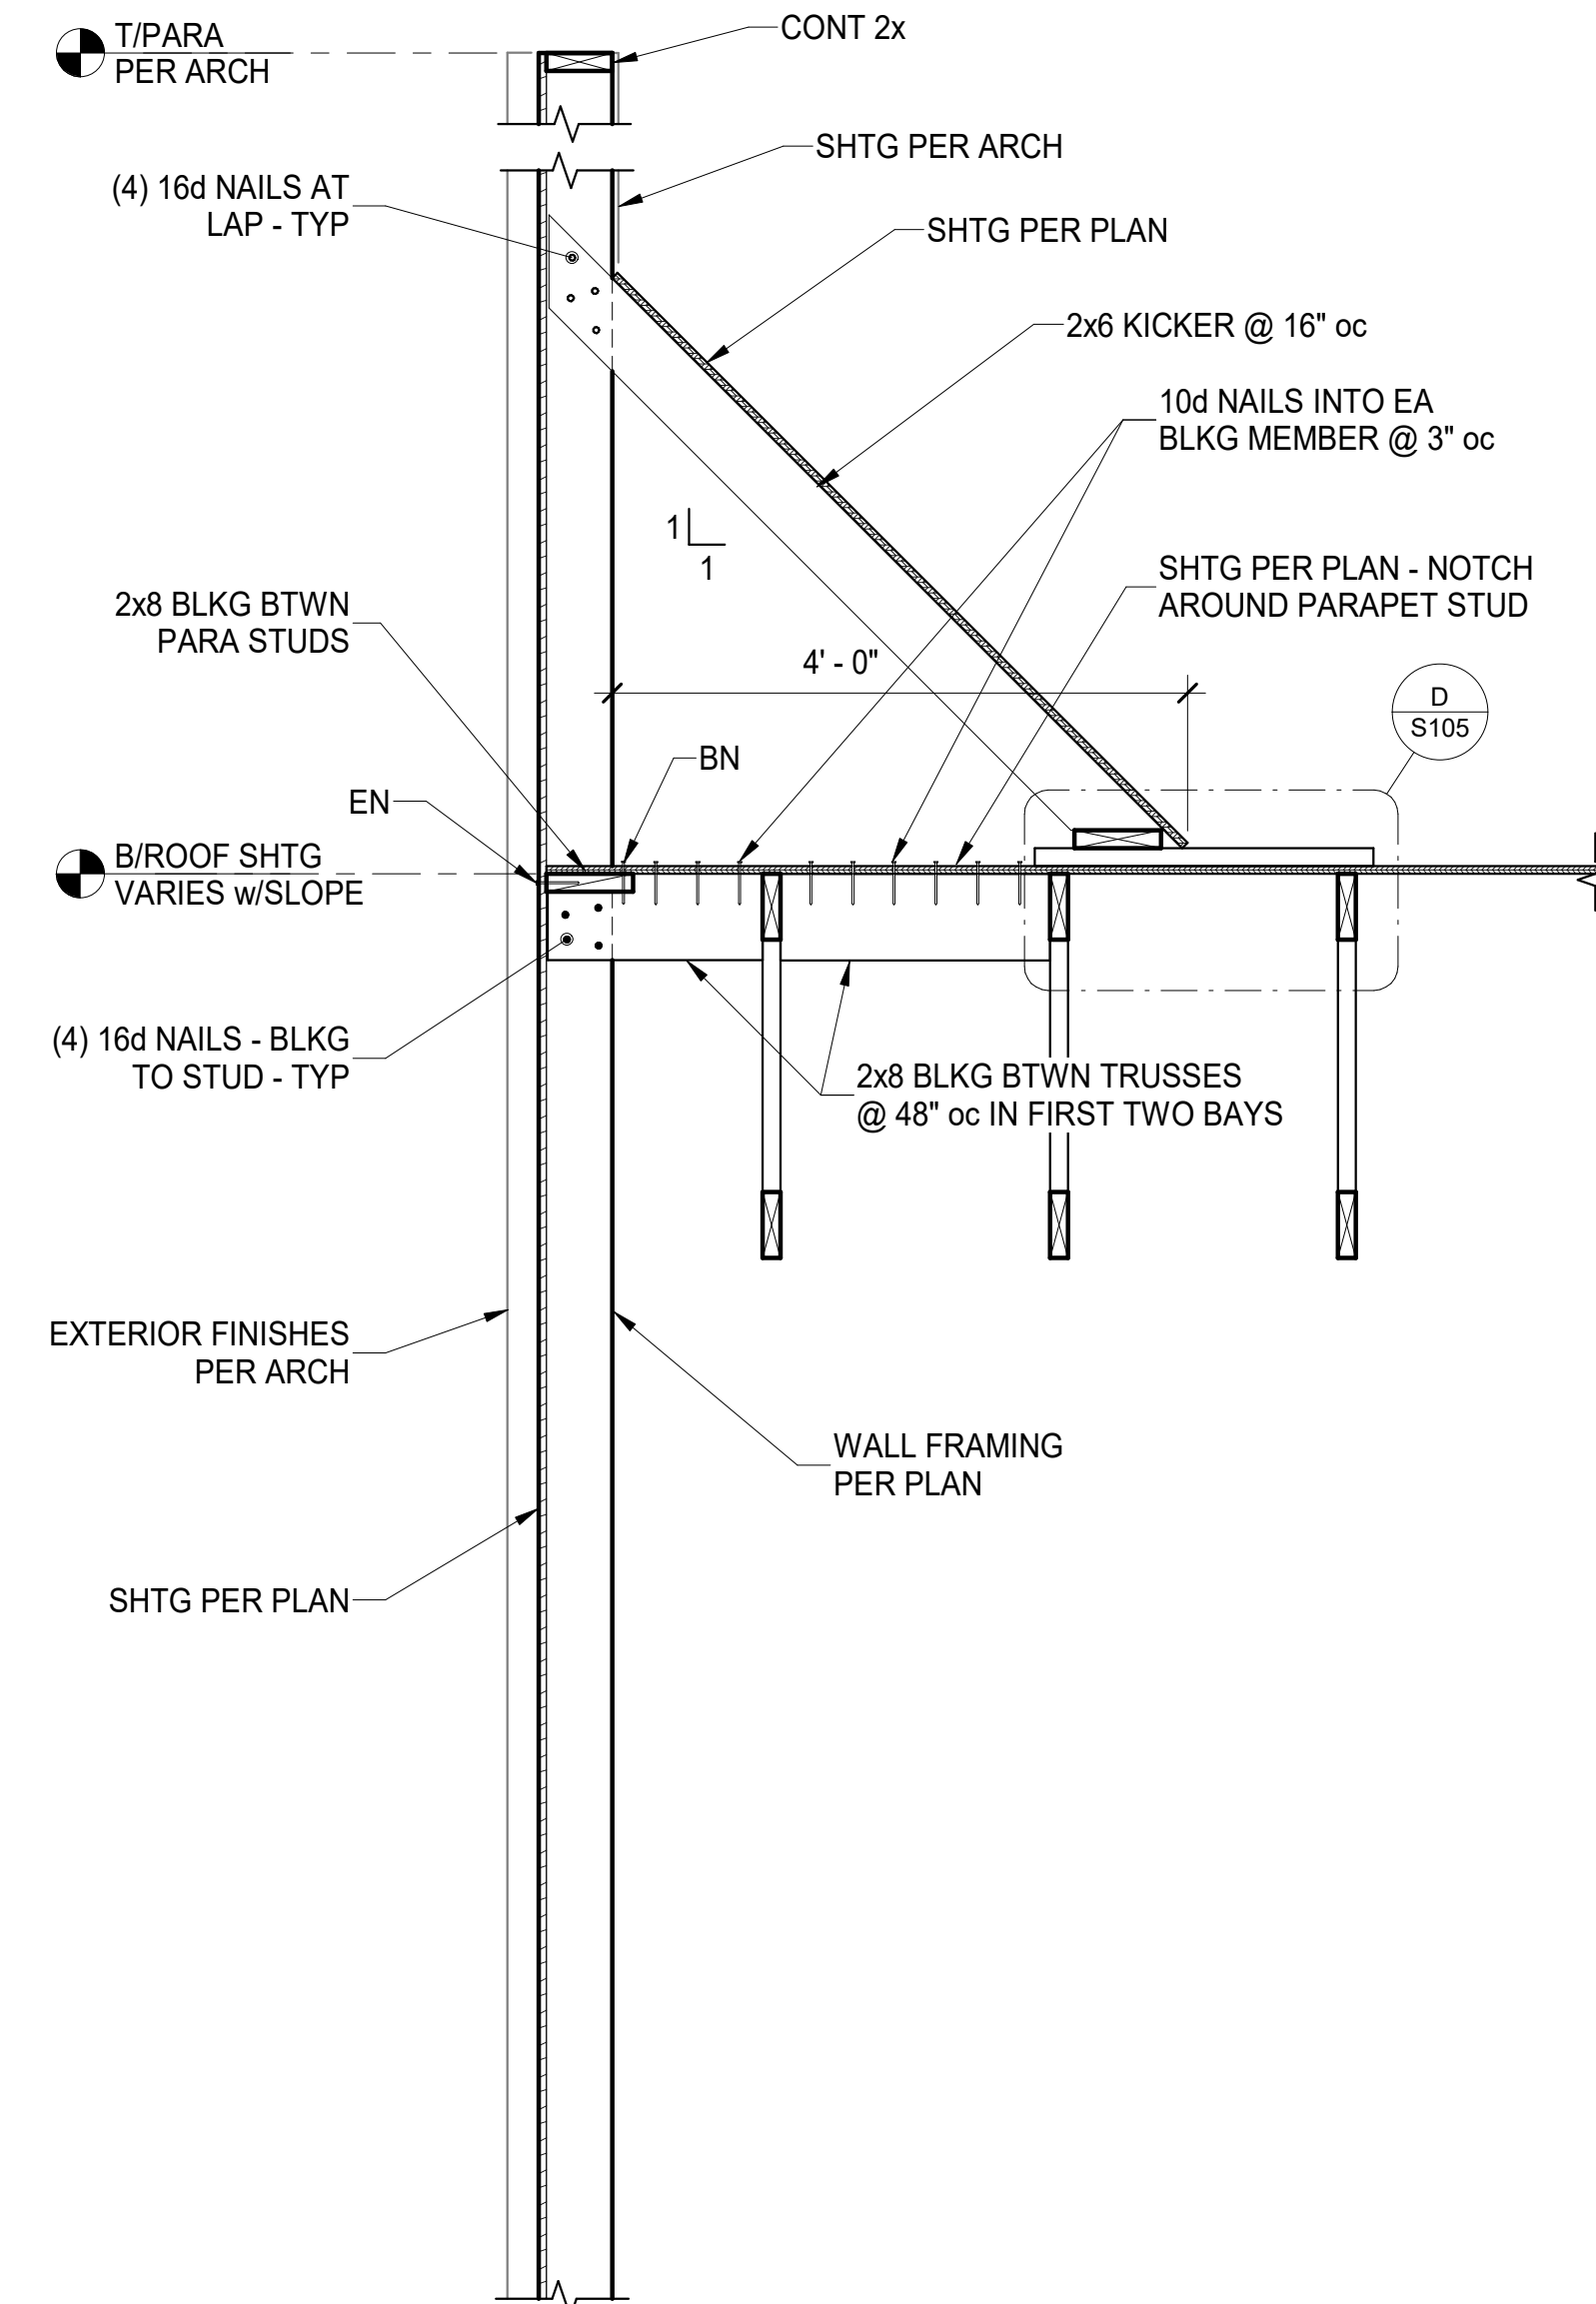 T/PARA
PER ARCH
CONT 2x
SHTG PER ARCH
(4) 16d NAILS AT
LAP - TYP
SHTG PER PLAN
2x6 KICKER @ 16" oc
10d NAILS INTO EA
BLKG MEMBER @ 3" oc
1
1
SHTG PER PLAN - NOTCH
AROUND PARAPET STUD
2x8 BLKG BTWN
PARA STUDS
4' - 0"
D
S105
BN
EN
B/ROOF SHTG
VARIES w/SLOPE
(4) 16d NAILS - BLKG
TO STUD - TYP
2x8 BLKG BTWN TRUSSES
@ 48" oc IN FIRST TWO BAYS
EXTERIOR FINISHES
PER ARCH
WALL FRAMING
PER PLAN
SHTG PER PLAN